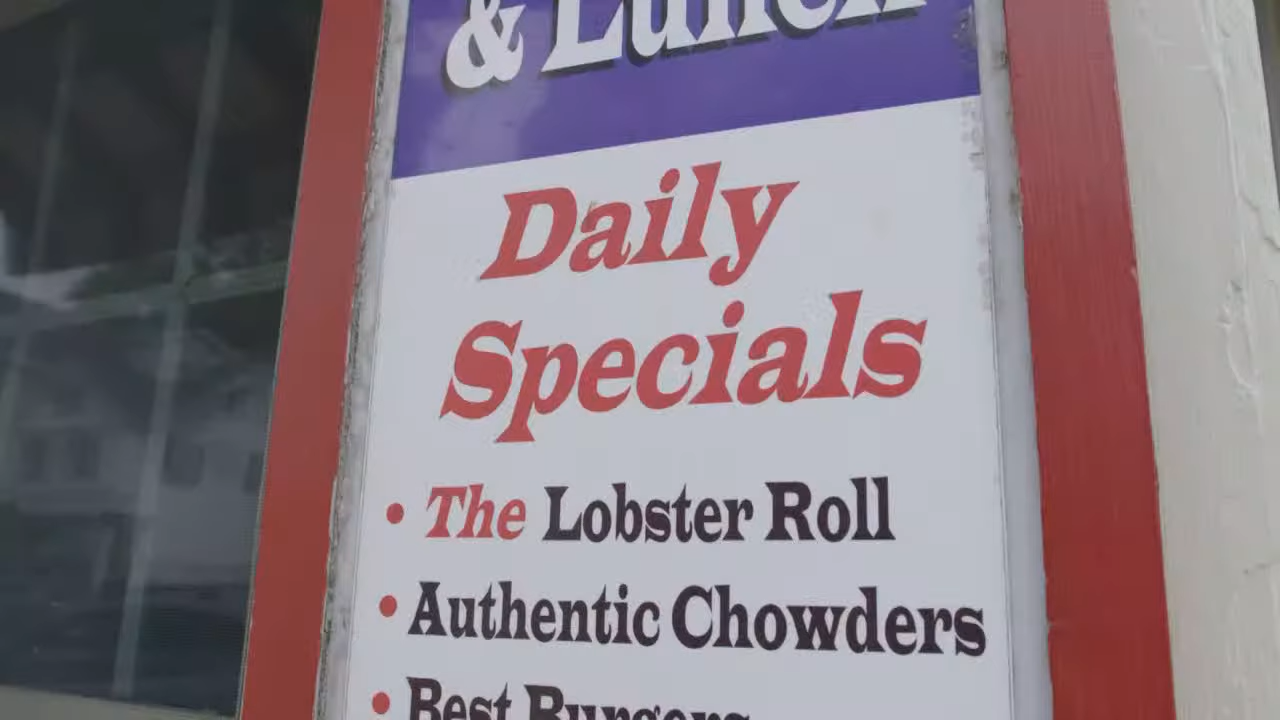 & Lunch
Daily
Specials
• The Lobster Roll
• Authentic Chowders
• Best Burgers